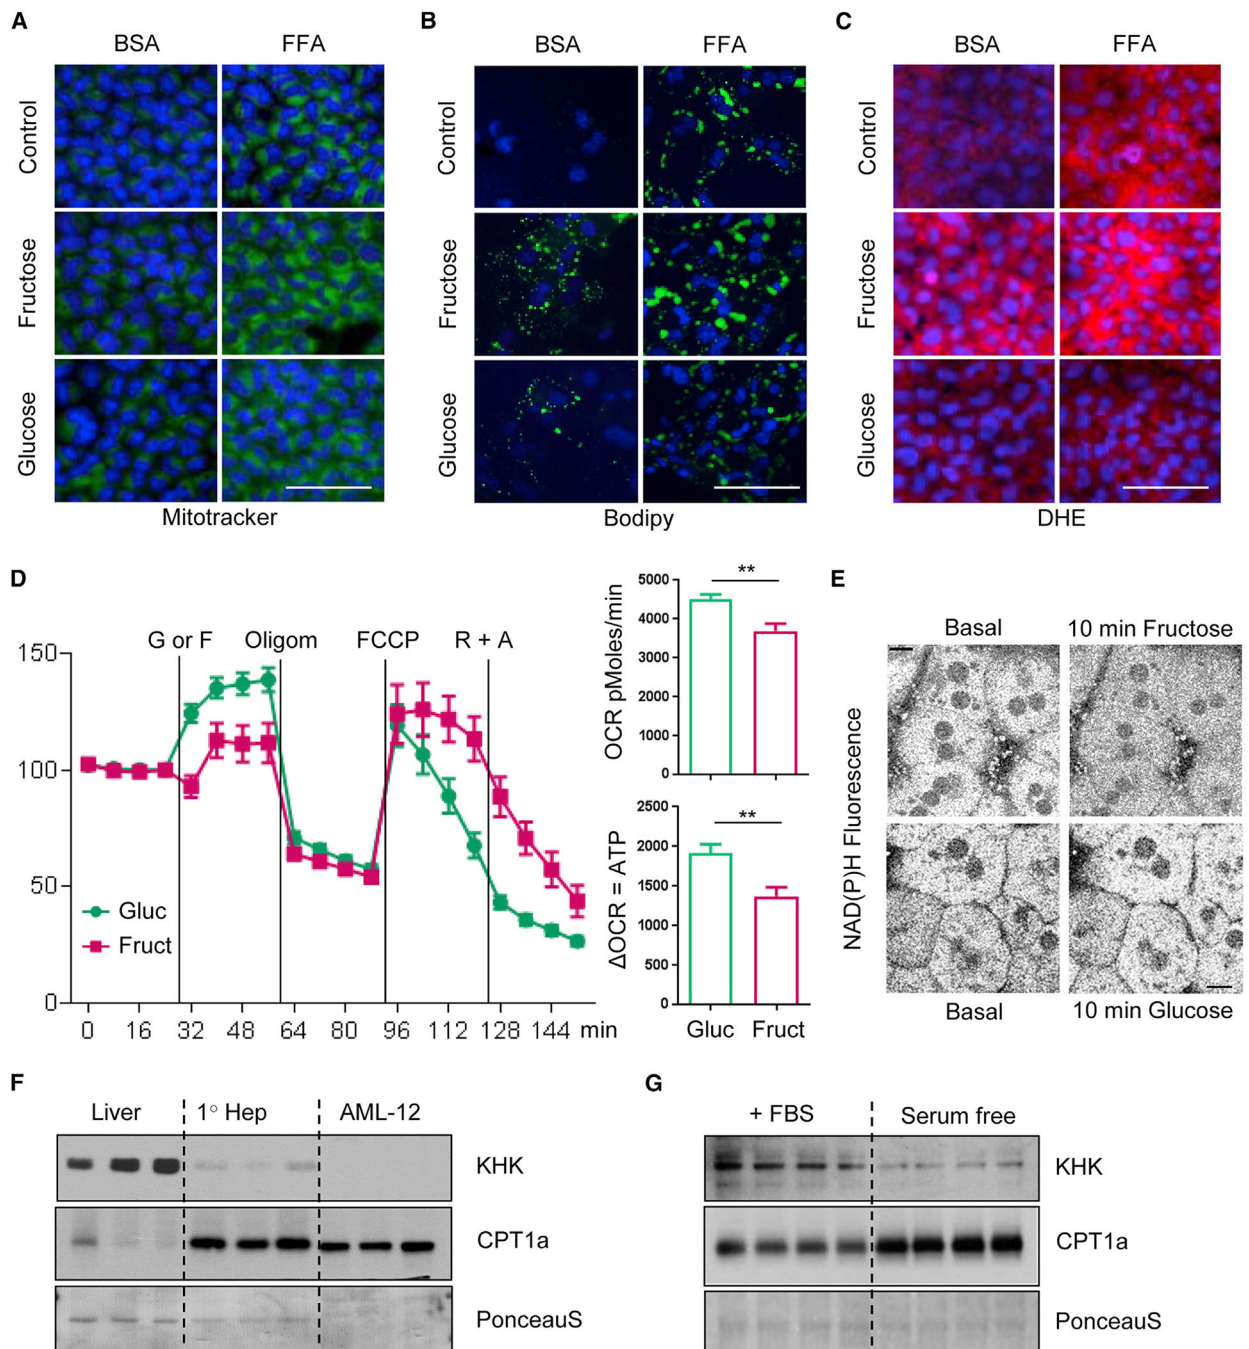 A
BSA FFA
Control
Fructose
Glucose
Mitotracker
B
BSA FFA
Control
Fructose
Glucose
Bodipy
C
BSA FFA
Control
Fructose
Glucose
DHE
D
G or F Oligom FCCP R + A
150
100
50
0
0 16 32 48 64 80 96 112 128 144 min
Gluc
Fruct
**
OCR pMoles/min
5000
4000
3000
2000
1000
0
**
ΔOCR = ATP
2500
2000
1500
1000
500
0
Gluc Fruct
E
Basal 10 min Fructose
NAD(P)H Fluorescence
Basal 10 min Glucose
F
Liver 1° Hep AML-12
KHK
CPT1a
PonceauS
G
+ FBS Serum free
KHK
CPT1a
PonceauS